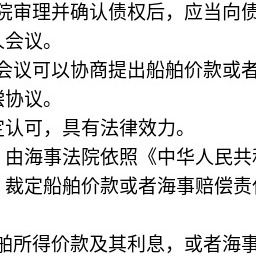 院审理并确认债权后，应当向债
人会议。
会议可以协商提出船舶价款或者
偿协议。
定认可，具有法律效力。
由海事法院依照《中华人民共和
裁定船舶价款或者海事赔偿责任
舶所得价款及其利息，或者海事